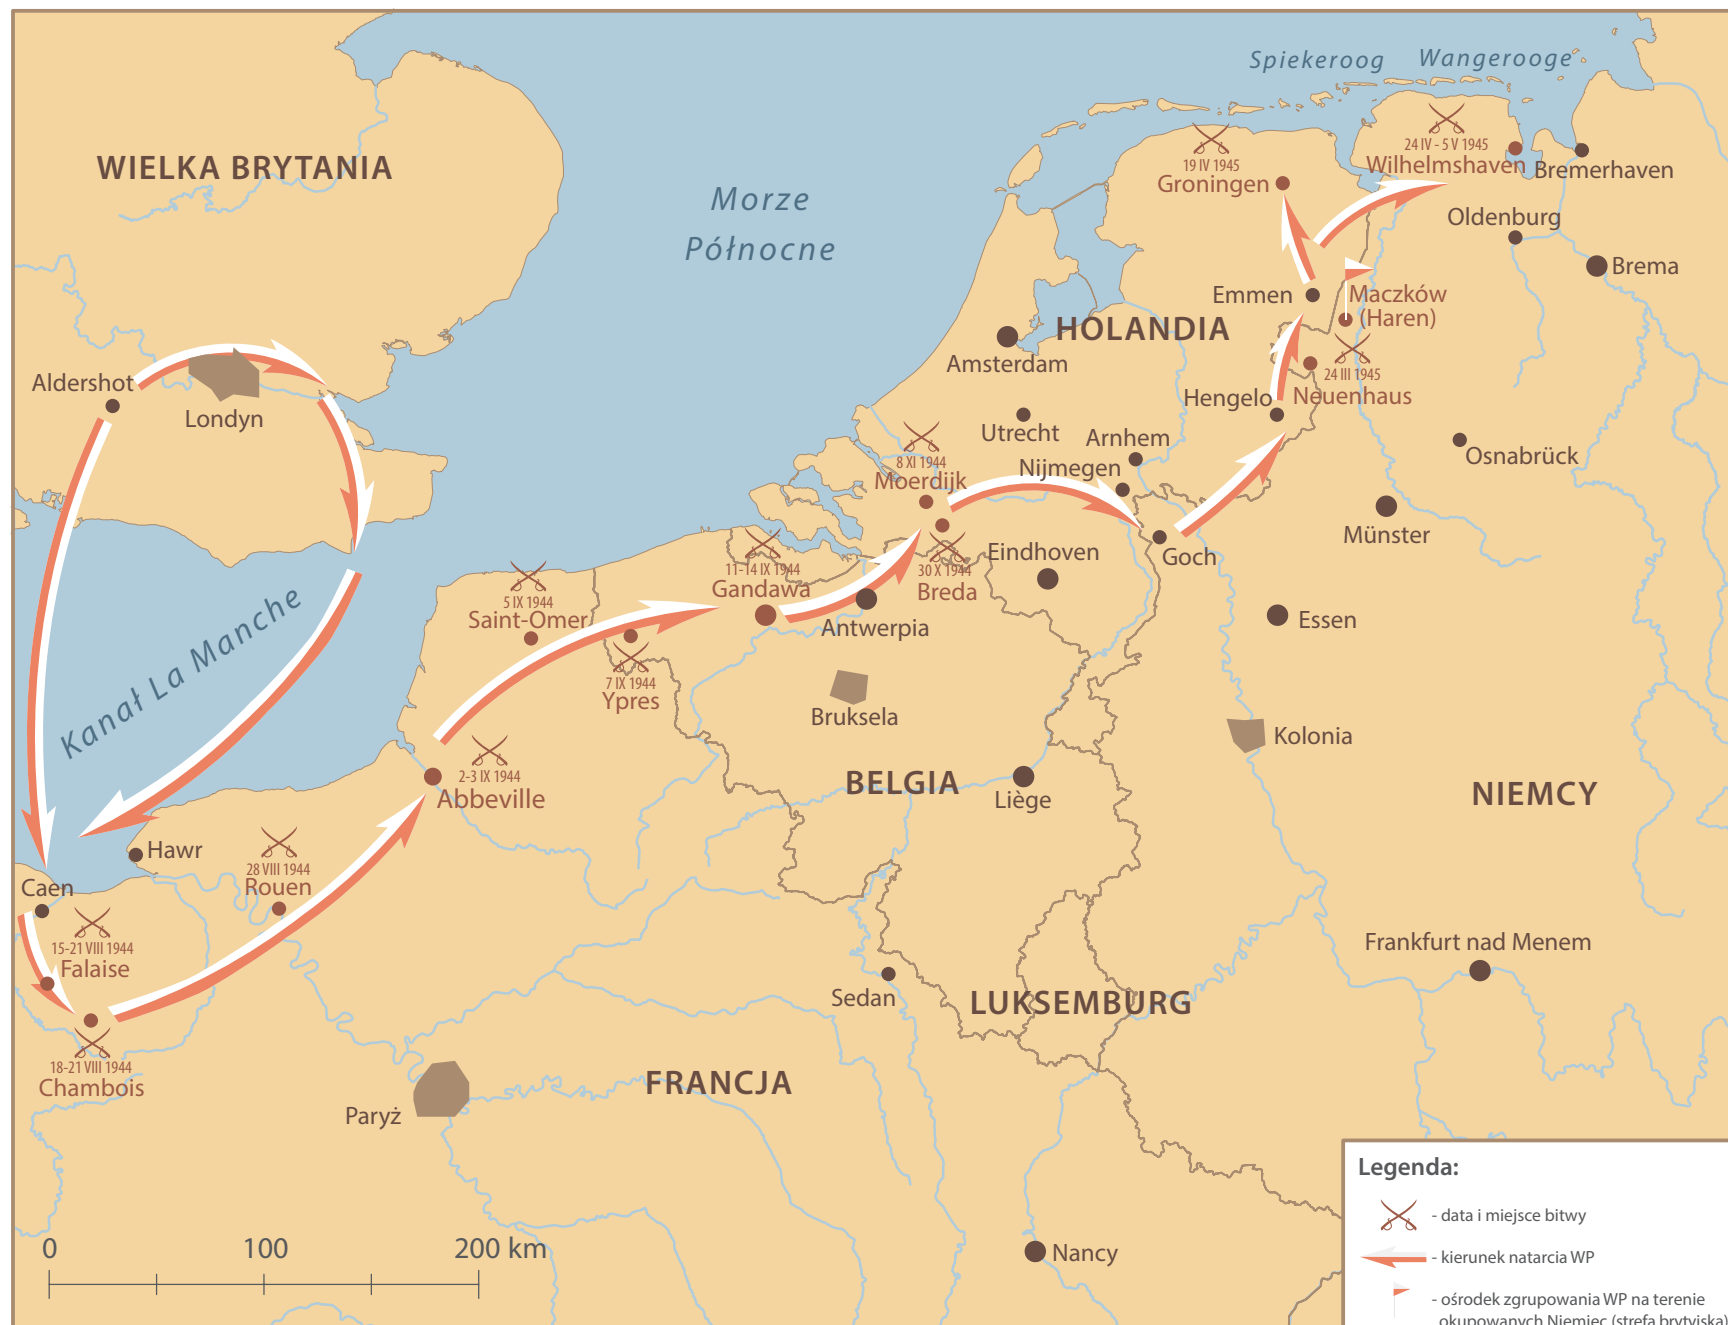 Spiekeroog
Wangerooge
WIELKA BRYTANIA
Morze
Północne
19 IV 1945
Groningen
24 IV - 5 V 1945
Wilhelmshaven
Bremerhaven
Oldenburg
Brema
Emmen
Maczków
(Haren)
HOLANDIA
Amsterdam
24 III 1945
Neuenhaus
Hengelo
Aldershot
Londyn
Utrecht
Arnhem
Nijmegen
Osnabrück
8 XI 1944
Moerdijk
Münster
Goch
Eindhoven
30 X 1944
Breda
11-14 IX 1944
Gandawa
Antwerpia
5 IX 1944
Saint-Omer
7 IX 1944
Ypres
Essen
Kanał La Manche
Bruksela
Kolonia
2-3 IX 1944
Abbeville
BELGIA
Liège
NIEMCY
Hawr
28 VIII 1944
Rouen
Caen
15-21 VIII 1944
Falaise
Frankfurt nad Menem
Sedan
LUKSEMBURG
18-21 VIII 1944
Chambois
FRANCJA
Paryż
Nancy
0 100 200 km
Legenda:
- data i miejsce bitwy
- kierunek natarcia WP
- ośrodek zgrupowania WP na terenie
okupowanych Niemiec (strefa brytyjska)